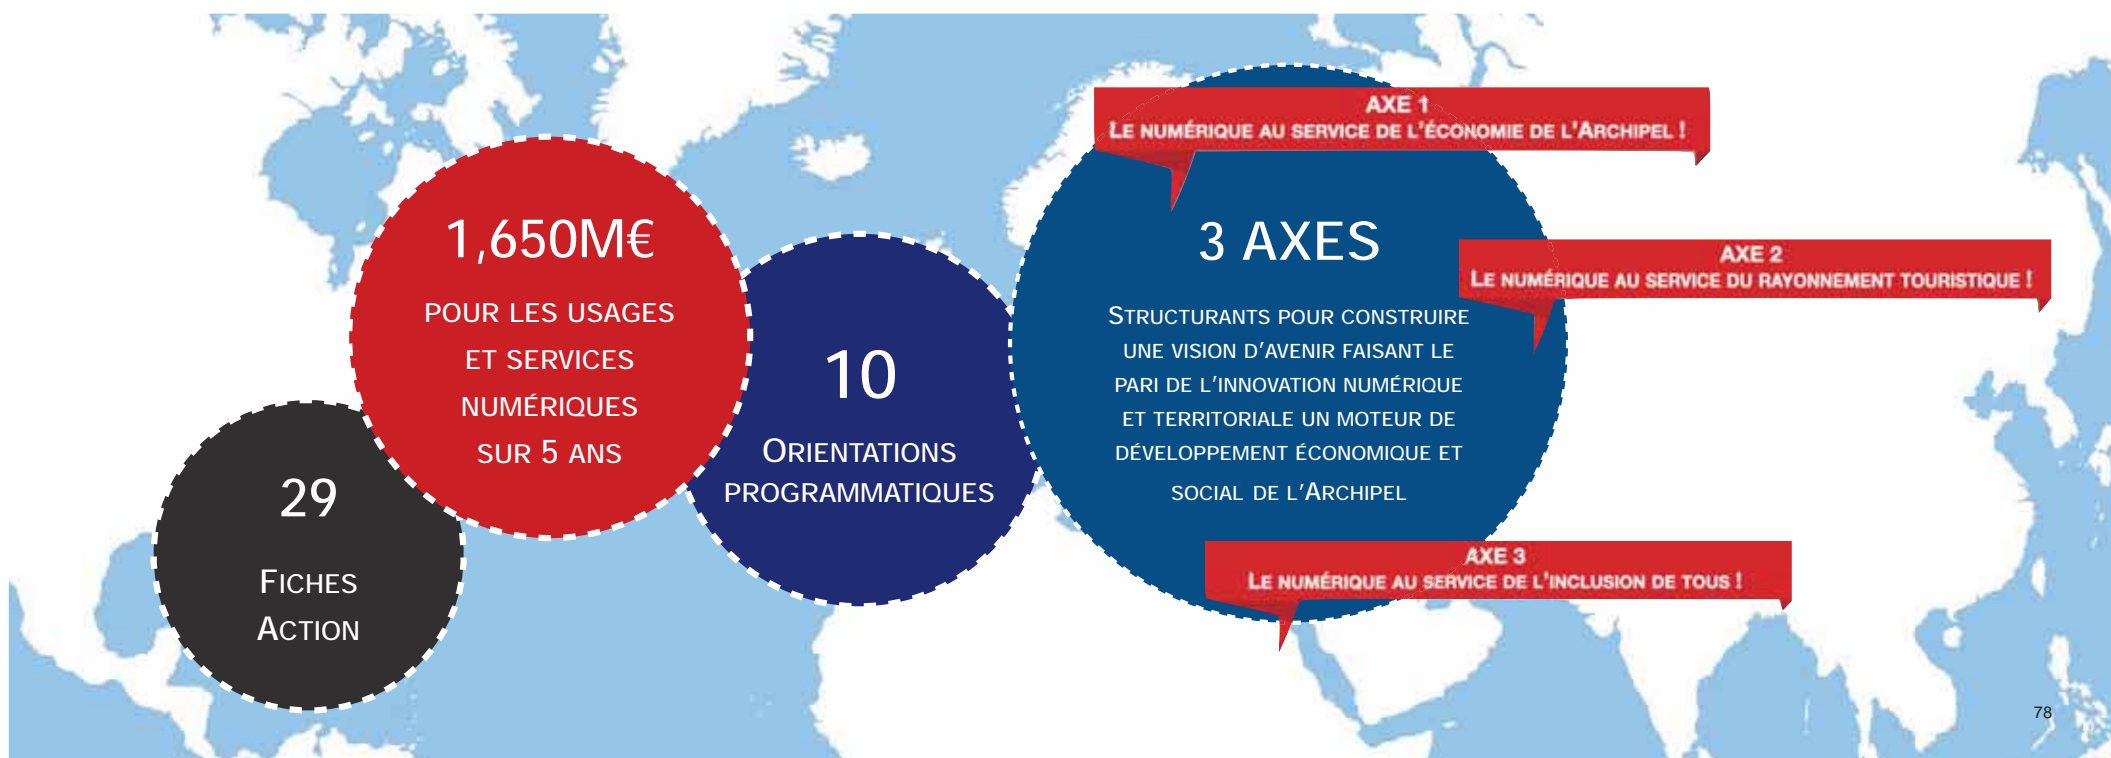 29
Fiches
Action
1,650M€
pour les usages
et services
numériques
sur 5 ans
10
Orientations
programmatiques
3 AXES
Structurants pour construire
une vision d'avenir faisant le
pari de l'innovation numérique
et territoriale un moteur de
développement économique et
social de l'Archipel
AXE 1
Le numérique au service de l'économie de l'Archipel !
AXE 2
Le numérique au service du rayonnement touristique !
AXE 3
Le numérique au service de l'inclusion de tous !
78